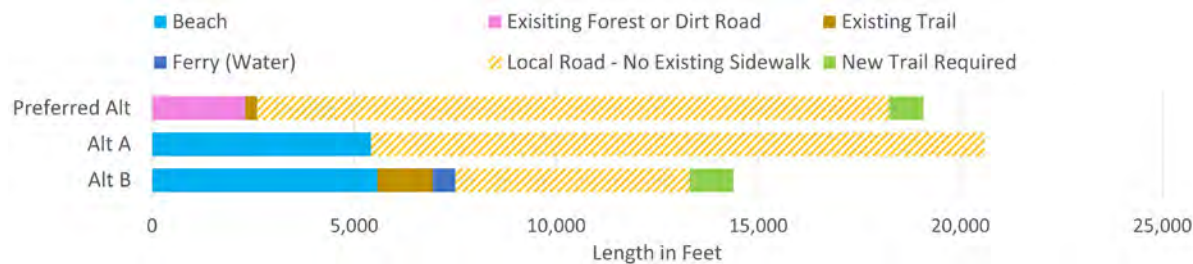 Beach
Exisiting Forest or Dirt Road
Existing Trail
Ferry (Water)
Local Road - No Existing Sidewalk
New Trail Required
Preferred Alt
Alt A
Alt B
0 5,000 10,000 15,000 20,000 25,000
Length in Feet